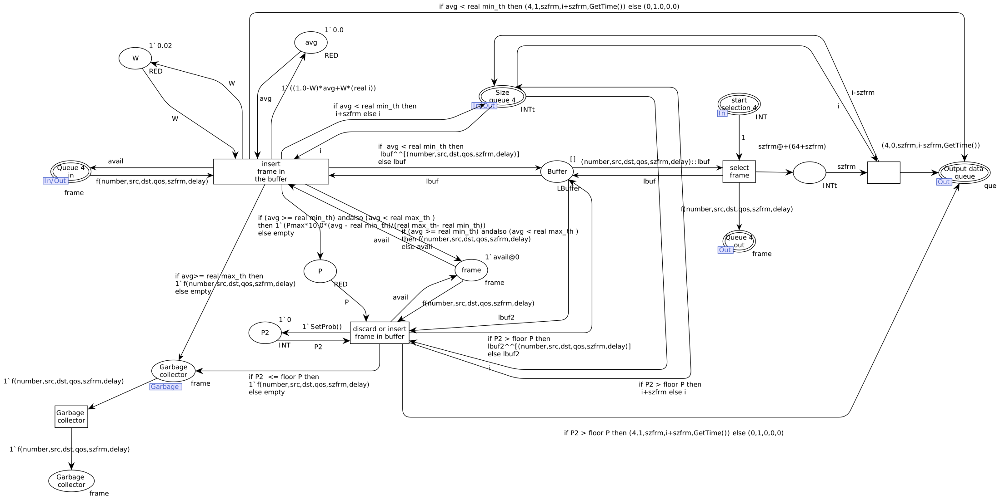 if avg < real min_th then (4,1,szfrm,i+szfrm,GetTime()) else (0,1,0,0,0)
1`0.0
avg
RED
1`0.02
W
RED
W
W
avg
1`((1.0-W)*avg+W*(real i))
if avg < real min_th then
i+szfrm else i
i
Size
queue 4
In/Out
INTt
start
selection 4
In
INT
1
i-szfrm
i
avail
Queue 4
in
In/Out
frame
f(number,src,dst,qos,szfrm,delay)
insert
frame in
the buffer
if  avg < real min_th then
lbuf^^[(number,src,dst,qos,szfrm,delay)]
else lbuf
lbuf
[]
Buffer
LBuffer
(number,src,dst,qos,szfrm,delay)::lbuf
lbuf
select
frame
szfrm@+(64+szfrm)
INTt
szfrm
(4,0,szfrm,i-szfrm,GetTime())
Output data
queue
Out
que
f(number,src,dst,qos,szfrm,delay)
Queue 4
out
Out
frame
if (avg >= real min_th) andalso (avg < real max_th )
then 1`(Pmax*10.0*(avg - real min_th)/(real max_th- real min_th))
else empty
if (avg >= real min_th) andalso (avg < real max_th )
then f(number,src,dst,qos,szfrm,delay)
else avail
avail
1`avail@0
frame
frame
P
RED
P
if avg>= real max_th then
1`f(number,src,dst,qos,szfrm,delay)
else empty
avail
f(number,src,dst,qos,szfrm,delay)
lbuf2
1`0
P2
INT
1`SetProb()
P2
discard or insert
frame in buffer
if P2 > floor P then
lbuf2^^[(number,src,dst,qos,szfrm,delay)]
else lbuf2
i
if P2 > floor P then
i+szfrm else i
Garbage
collector
Garbage
frame
if P2  <= floor P then
1`f(number,src,dst,qos,szfrm,delay)
else empty
1`f(number,src,dst,qos,szfrm,delay)
Garbage
collector
if P2 > floor P then (4,1,szfrm,i+szfrm,GetTime()) else (0,1,0,0,0)
1`f(number,src,dst,qos,szfrm,delay)
Garbage
collector
frame